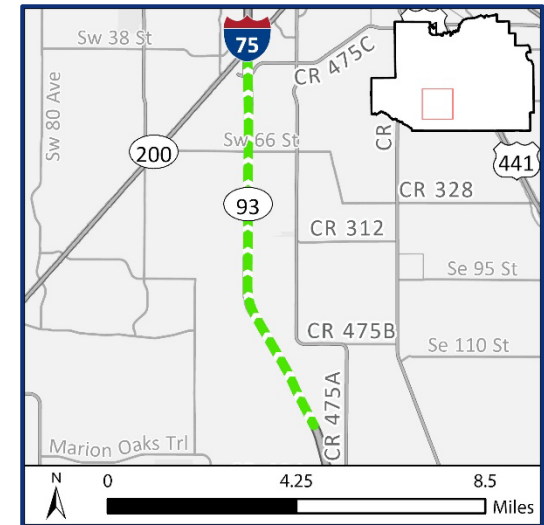 Sw 38 St
75
CR 475C
Sw 80 Ave
CR
200
Sw 66 St
441
93
CR 328
CR 312
Se 95 St
CR 475B
Se 110 St
CR 475A
Marion Oaks Trl
N
0
4.25
8.5
Miles